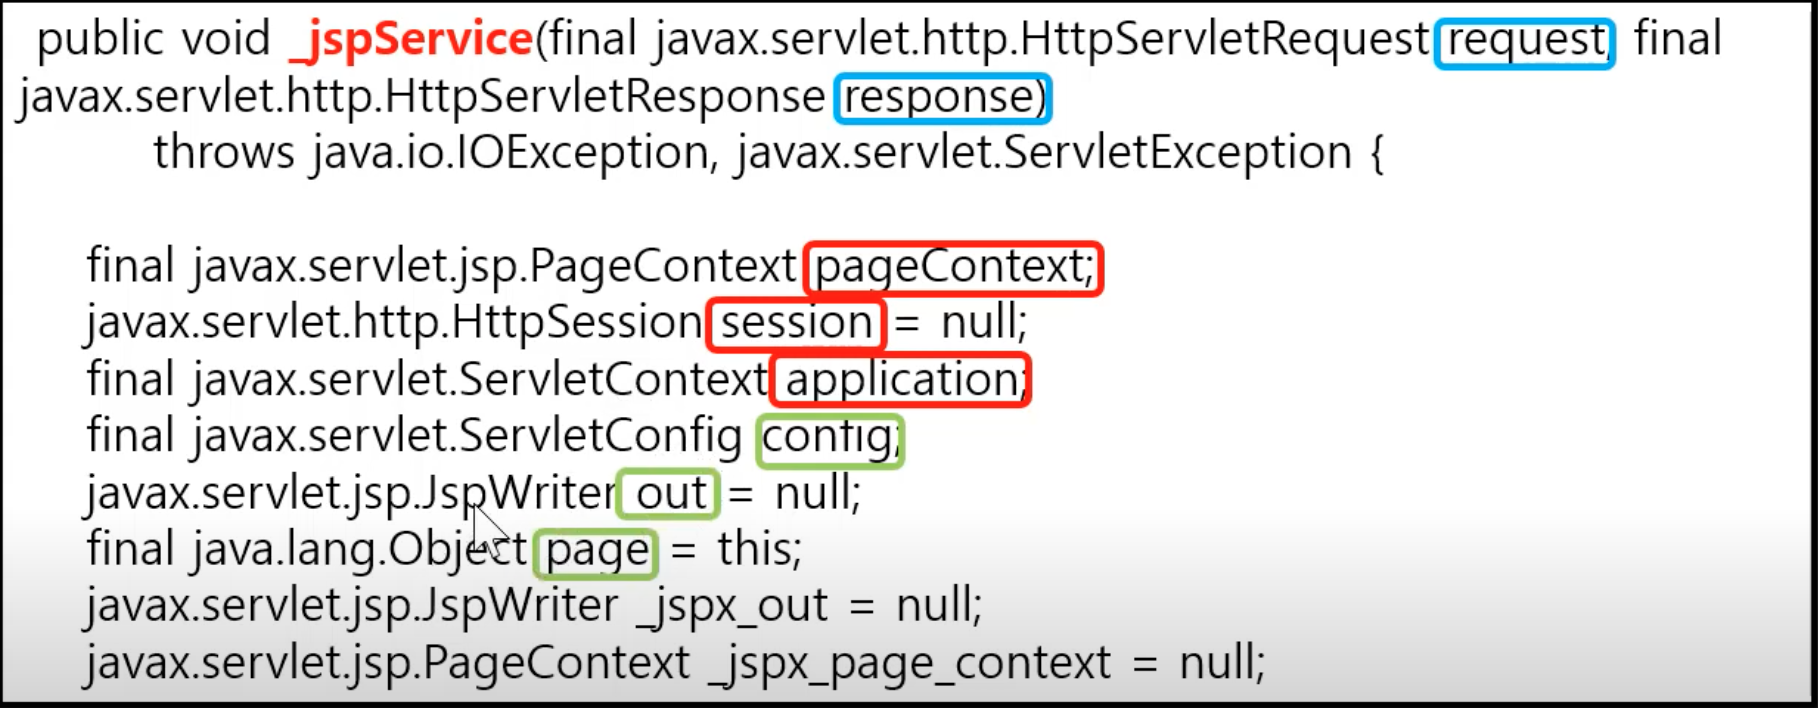 public void _jspService(final javax.servlet.http.HttpServletRequest request, final
javax.servlet.http.HttpServletResponse response)
throws java.io.IOException, javax.servlet.ServletException {
final javax.servlet.jsp.PageContext pageContext;
javax.servlet.http.HttpSession session = null;
final javax.servlet.ServletContext application;
final javax.servlet.ServletConfig config;
javax.servlet.jsp.JspWriter out = null;
final java.lang.Object page = this;
javax.servlet.jsp.JspWriter _jspx_out = null;
javax.servlet.jsp.PageContext _jspx_page_context = null;